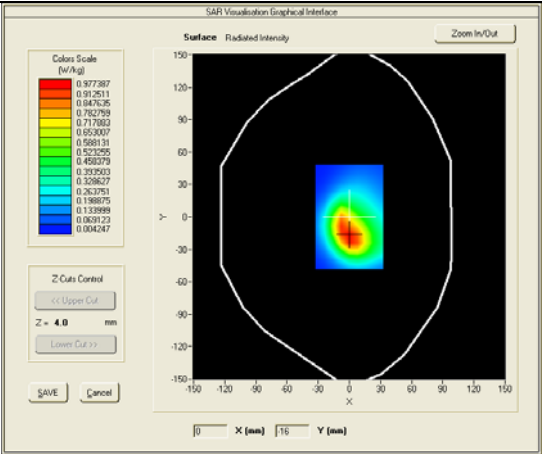 SAR Visualisation Graphical Interface
Surface Radiated Intensity
Zoom In/Out
Colors Scale
(W/kg)
0.977387
0.912511
0.847635
0.782759
0.717883
0.653007
0.588131
0.523255
0.458379
0.393503
0.328627
0.263751
0.198875
0.133999
0.069123
0.004247
150
120
90
60
30
0
-30
-60
-90
-120
-150
Y
-150 -120 -90 -60 -30 0 30 60 90 120 150
X
Z-Cuts Control
<< Upper Cut
Z = 4.0 mm
Lower Cut >>
SAVE Cancel
0 X (mm) -16 Y (mm)